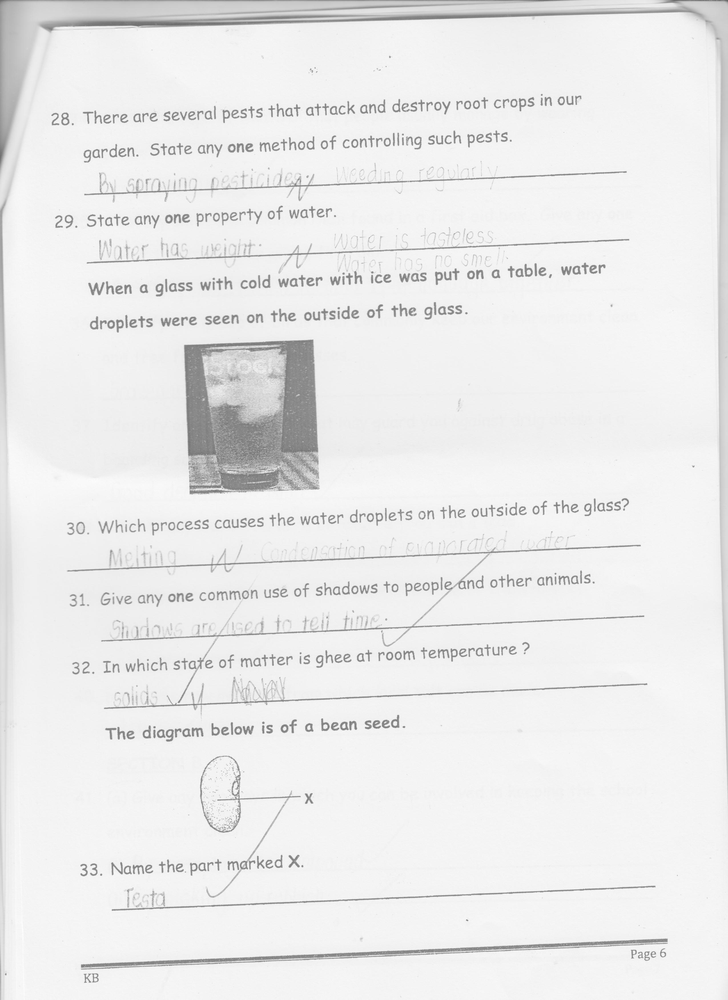 28. There are several pests that attack and destroy root crops in our
garden. State any one method of controlling such pests.
By spraying pesticides. Weeding regularly
29. State any one property of water.
Water has weight. Water is tasteless
Water has no smell.
When a glass with cold water with ice was put on a table, water
droplets were seen on the outside of the glass.
STOCK
30. Which process causes the water droplets on the outside of the glass?
Melting Condensation of evaporated water
31. Give any one common use of shadows to people and other animals.
Shadows are used to tell time.
32. In which state of matter is ghee at room temperature ?
solids
The diagram below is of a bean seed.
X
33. Name the part marked X.
Testa
Page 6
KB